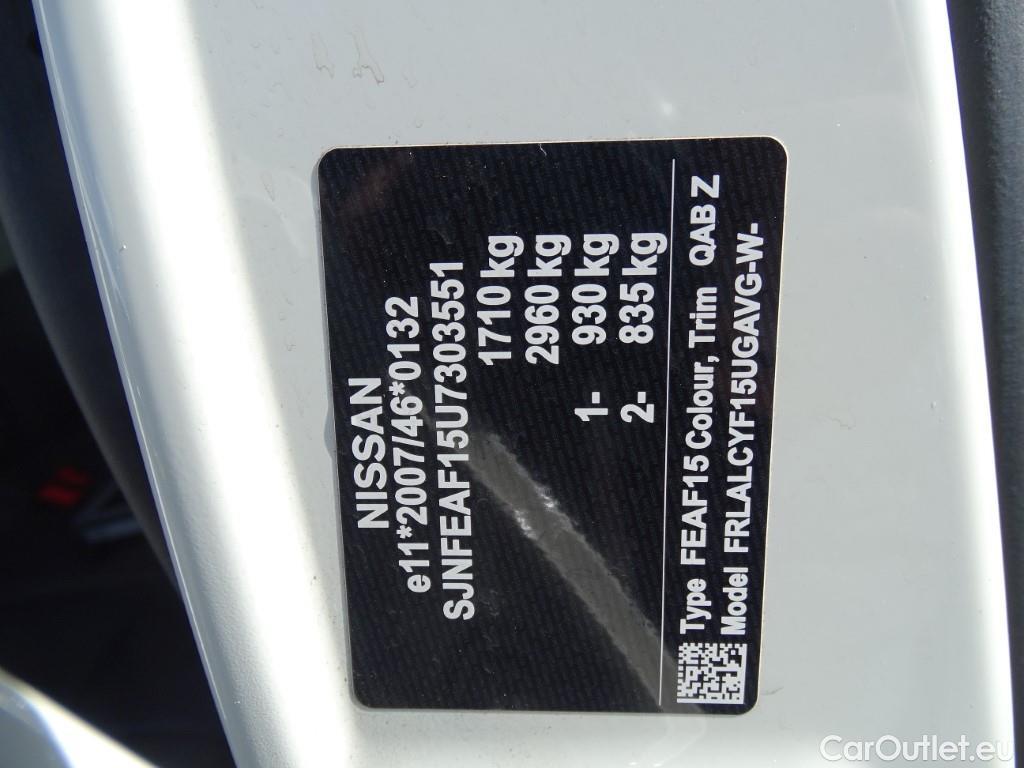 NISSAN
e11*2007/46*0132
SJNFEAF15U7303551
1710 kg
2960 kg
1- 930 kg
2- 835 kg
Type FEAF15 Colour, Trim QAB Z
Model FRLALCYF15UGAVG-W-
CarOutlet.eu